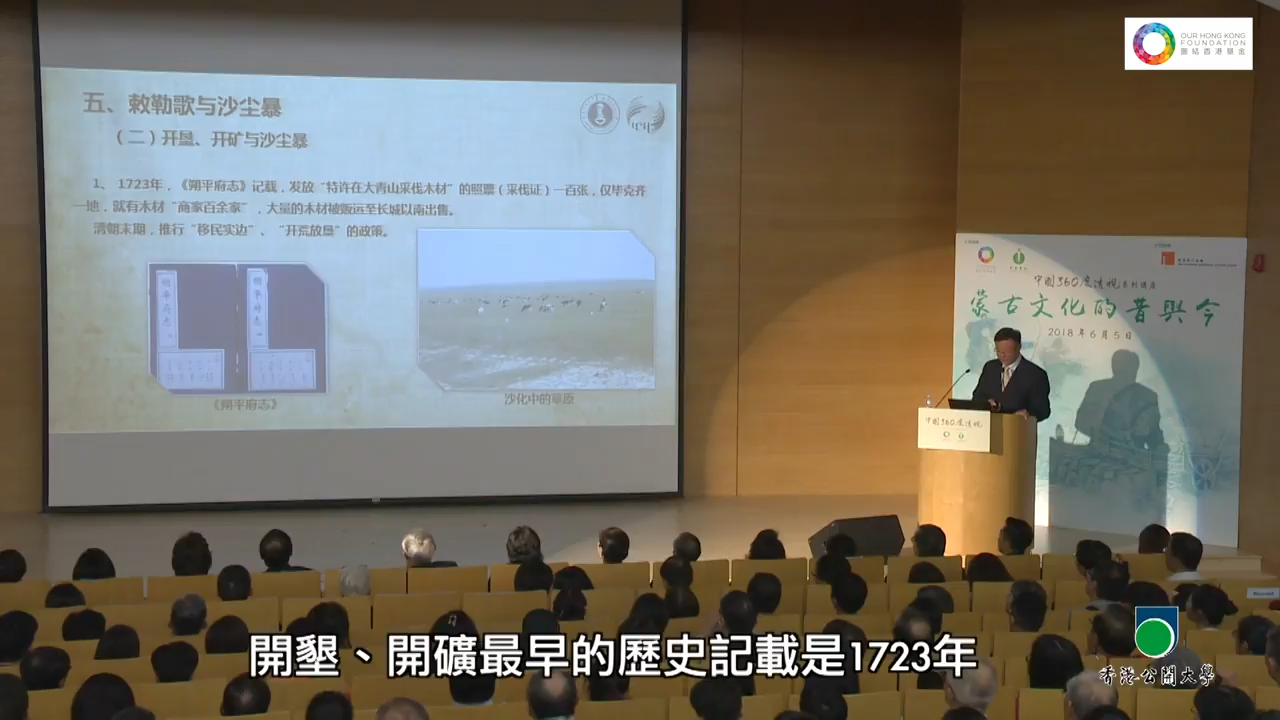 OUR HONG KONG
FOUNDATION
團結香港基金
五、敕勒歌与沙尘暴
（二）开垦、开矿与沙尘暴
1、 1723年，《朔平府志》记载，发放“特许在大青山采伐木材”的照票（采伐证）一百张，仅毕克齐
一地，就有木材“商家百余家”，大量的木材被贩运至长城以南出售。
清朝末期，推行“移民实边”、“开荒放垦”的政策。
《朔平府志》
沙化中的草原
中国360度透视系列讲座
蒙古文化的昔與今
2018年6月5日
中国360度透视
開墾、開礦最早的歷史記載是1723年
香港公開大學